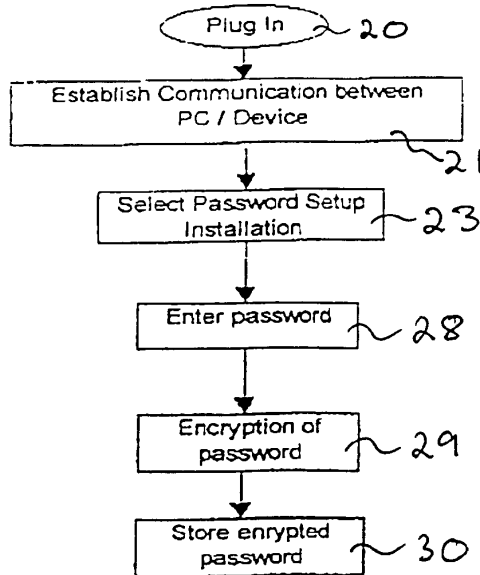 Plug In 20
Establish Communication between
PC / Device
21
Select Password Setup
Installation 23
Enter password 28
Encryption of
password 29
Store enrypted
password 30